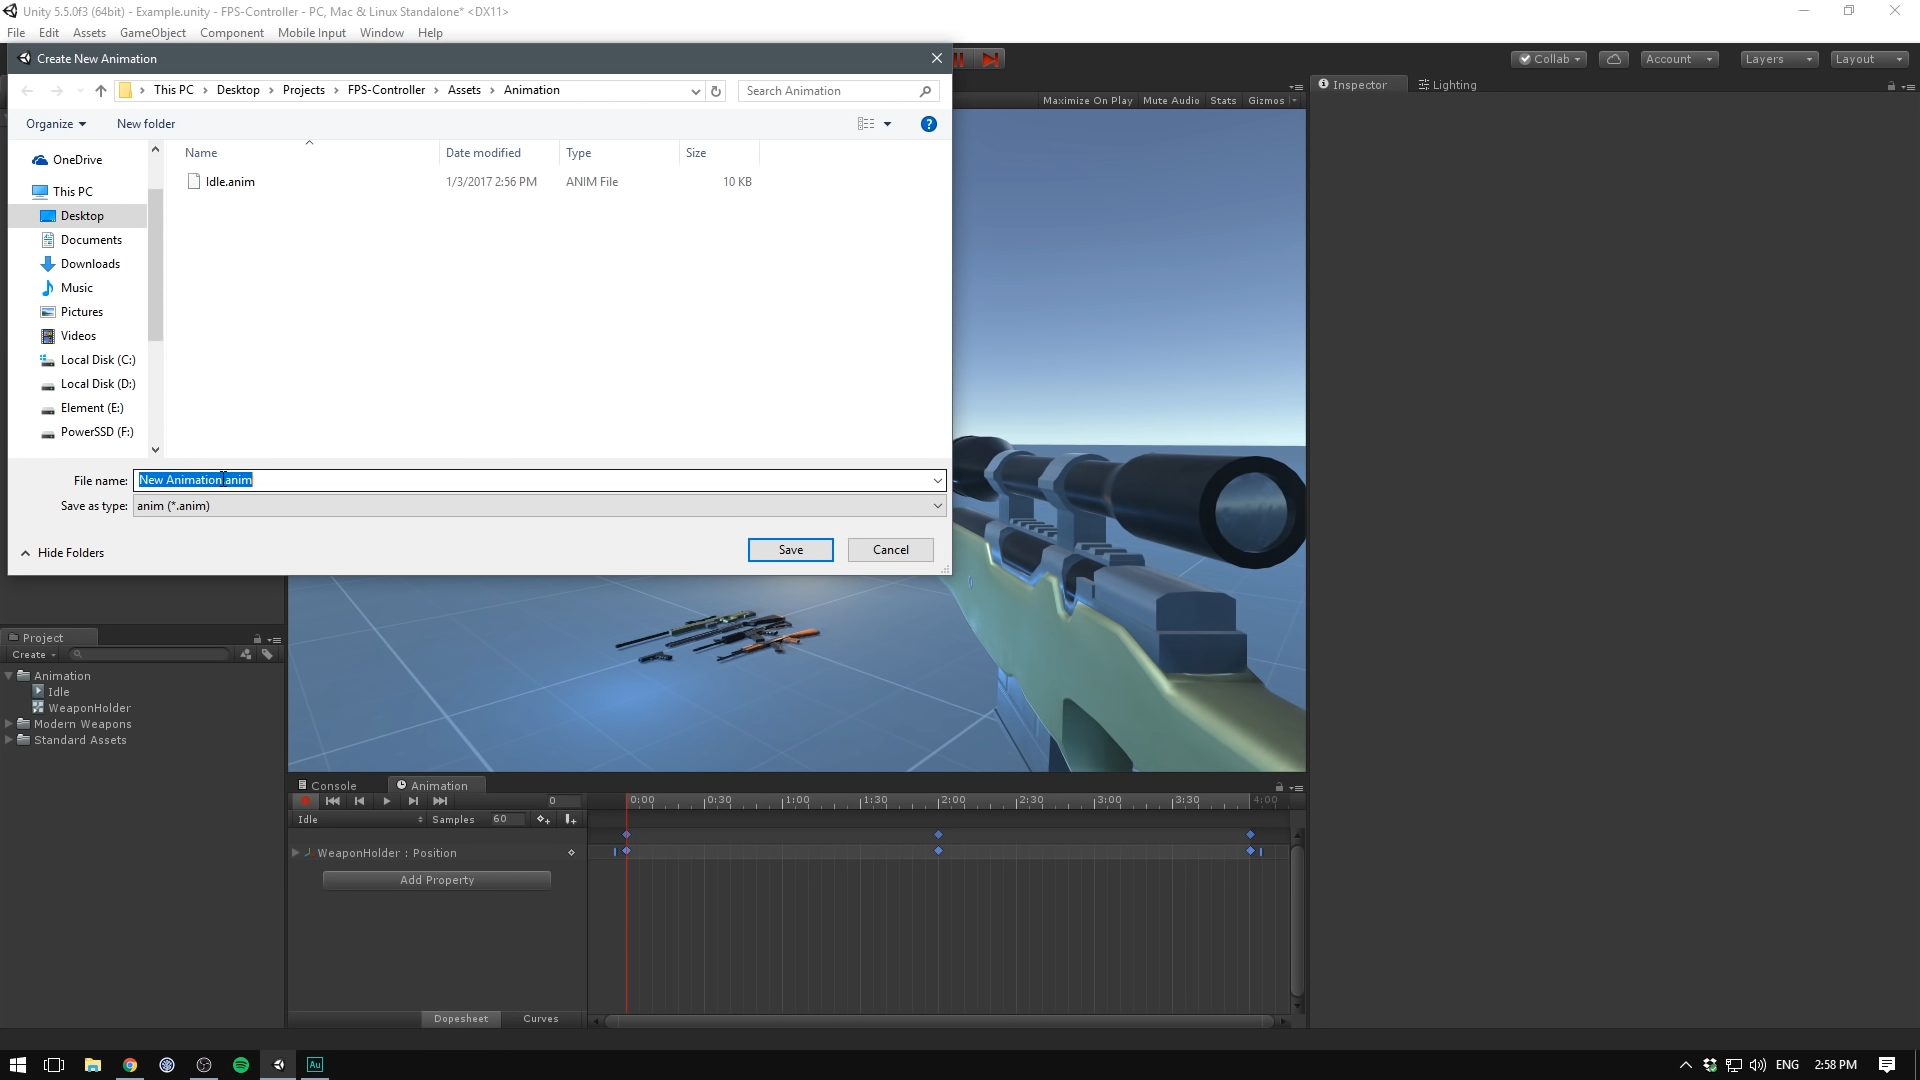 Unity 5.5.0f3 (64bit) - Example.unity - FPS-Controller - PC, Mac & Linux Standalone* <DX11>
File Edit Assets GameObject Component Mobile Input Window Help
Create New Animation
Collab Account Layers Layout
This PC > Desktop > Projects > FPS-Controller > Assets > Animation
Search Animation
Inspector Lighting
Maximize On Play Mute Audio Stats Gizmos
Organize New folder
Name Date modified Type Size
Idle.anim 1/3/2017 2:56 PM ANIM File 10 KB
OneDrive
This PC
Desktop
Documents
Downloads
Music
Pictures
Videos
Local Disk (C:)
Local Disk (D:)
Element (E:)
PowerSSD (F:)
File name: New Animation.anim
Save as type: anim (*.anim)
Hide Folders Save Cancel
Project
Create
Animation
Idle
WeaponHolder
Modern Weapons
Standard Assets
Console Animation
0 0:00 0:30 1:00 1:30 2:00 2:30 3:00 3:30 4:00
Idle Samples 60
WeaponHolder : Position
Add Property
Dopesheet Curves
Au ENG 2:58 PM